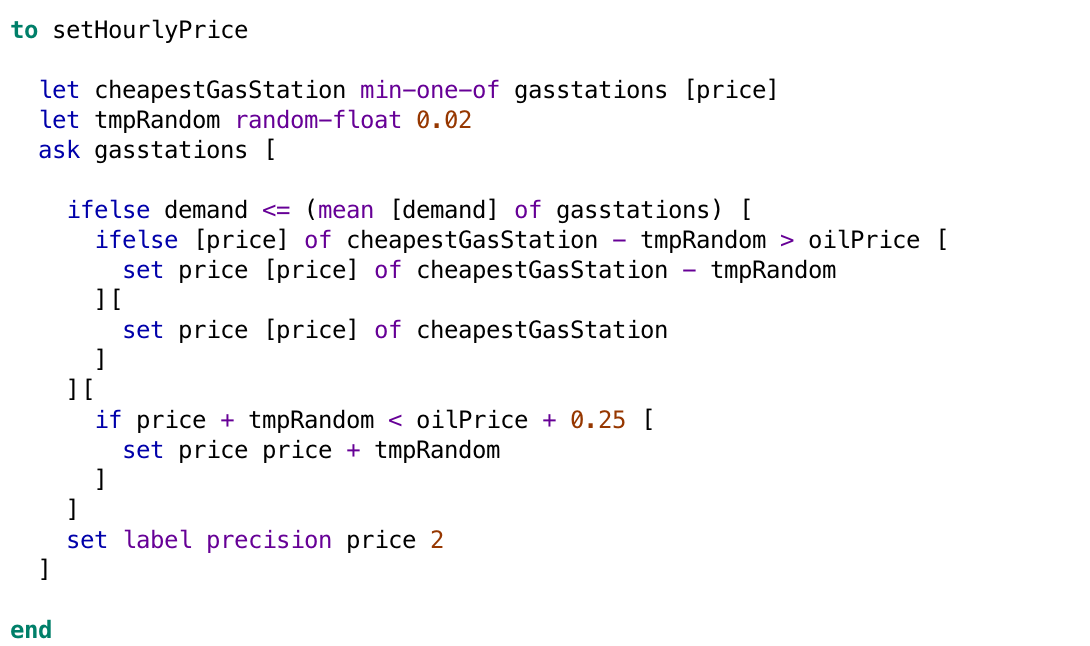 to setHourlyPrice
let cheapestGasStation min-one-of gasstations [price]
let tmpRandom random-float 0.02
ask gasstations [
ifelse demand <= (mean [demand] of gasstations) [
ifelse [price] of cheapestGasStation - tmpRandom > oilPrice [
set price [price] of cheapestGasStation - tmpRandom
][
set price [price] of cheapestGasStation
]
][
if price + tmpRandom < oilPrice + 0.25 [
set price price + tmpRandom
]
]
set label precision price 2
]
end